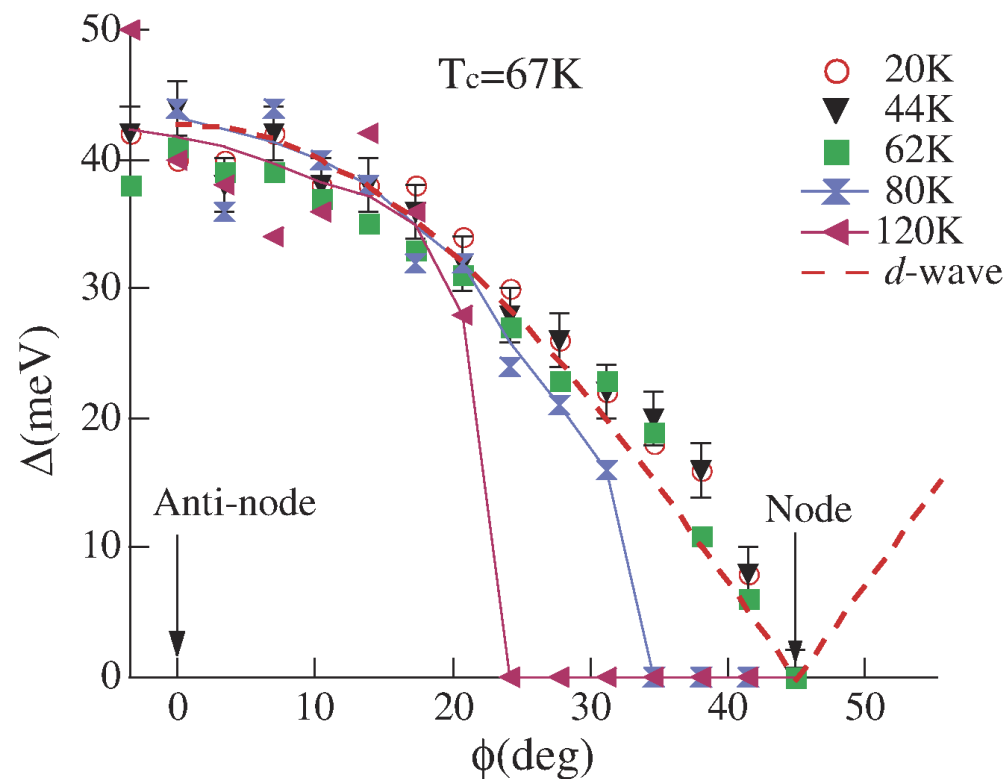 50
40
30
20
10
0
Δ(meV)
Tc=67K
20K
44K
62K
80K
120K
d-wave
Anti-node
Node
0
10
20
30
40
50
ϕ(deg)